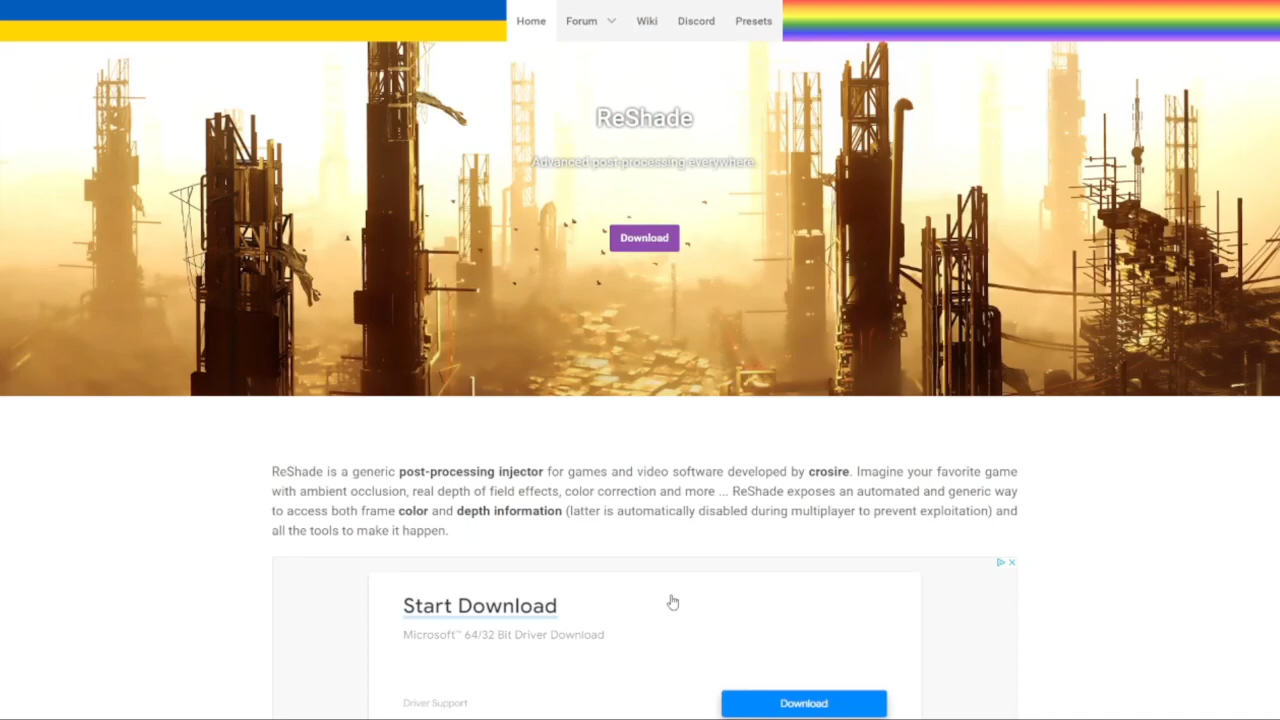 Home Forum Wiki Discord Presets
ReShade
Advanced post-processing everywhere.
Download
ReShade is a generic post-processing injector for games and video software developed by crosire. Imagine your favorite game
with ambient occlusion, real depth of field effects, color correction and more ... ReShade exposes an automated and generic way
to access both frame color and depth information (latter is automatically disabled during multiplayer to prevent exploitation) and
all the tools to make it happen.
Start Download
Microsoft™ 64/32 Bit Driver Download
Driver Support
Download